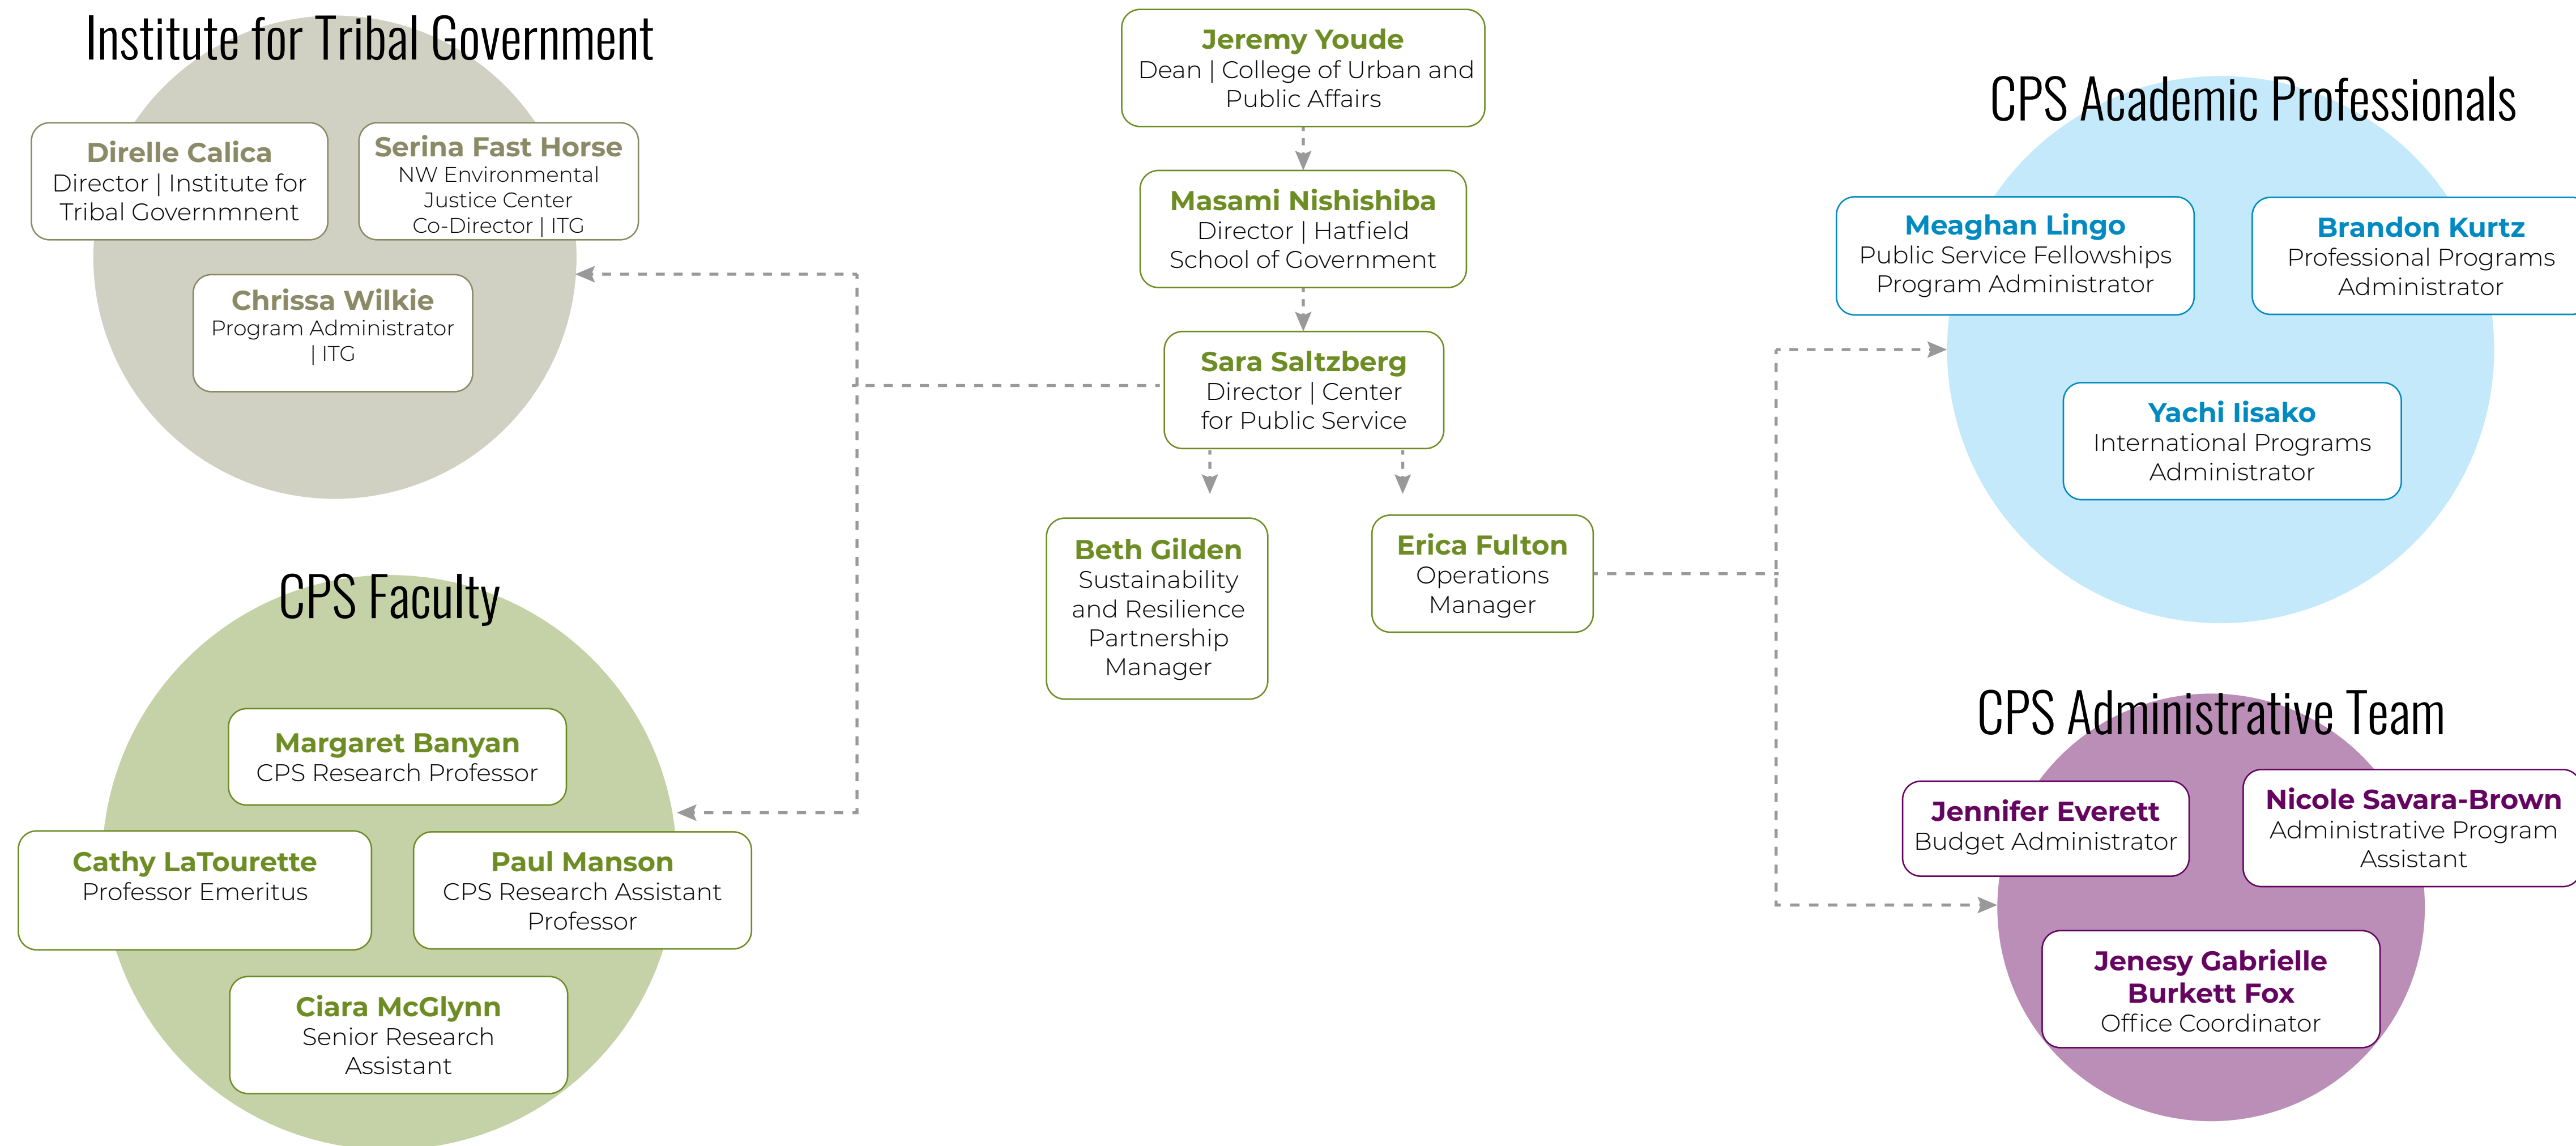 Institute for Tribal Government
Direlle Calica
Director | Institute for
Tribal Governmnent
Serina Fast Horse
NW Environmental
Justice Center
Co-Director | ITG
Chrissa Wilkie
Program Administrator
| ITG
CPS Faculty
Margaret Banyan
CPS Research Professor
Cathy LaTourette
Professor Emeritus
Paul Manson
CPS Research Assistant
Professor
Ciara McGlynn
Senior Research
Assistant
Jeremy Youde
Dean | College of Urban and
Public Affairs
Masami Nishishiba
Director | Hatfield
School of Government
Sara Saltzberg
Director | Center
for Public Service
Beth Gilden
Sustainability
and Resilience
Partnership
Manager
Erica Fulton
Operations
Manager
CPS Academic Professionals
Meaghan Lingo
Public Service Fellowships
Program Administrator
Brandon Kurtz
Professional Programs
Administrator
Yachi Iisako
International Programs
Administrator
CPS Administrative Team
Jennifer Everett
Budget Administrator
Nicole Savara-Brown
Administrative Program
Assistant
Jenesy Gabrielle
Burkett Fox
Office Coordinator